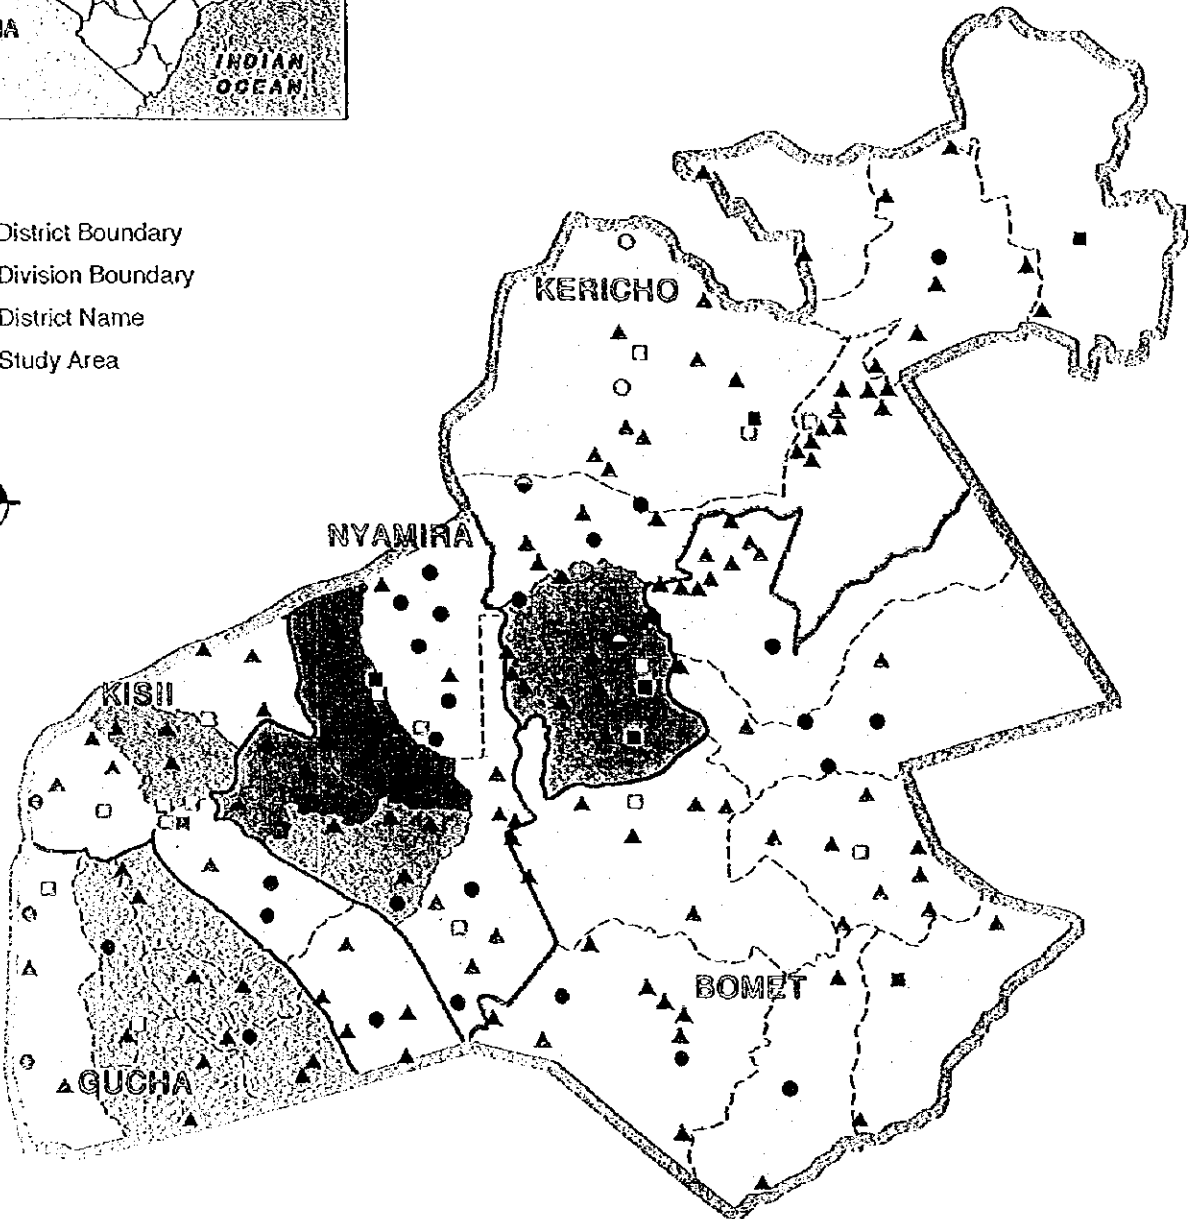 INDIAN
OCEAN
District Boundary
Division Boundary
District Name
Study Area
KERICHO
NYAMIRA
KISII
BOMET
GUCHA